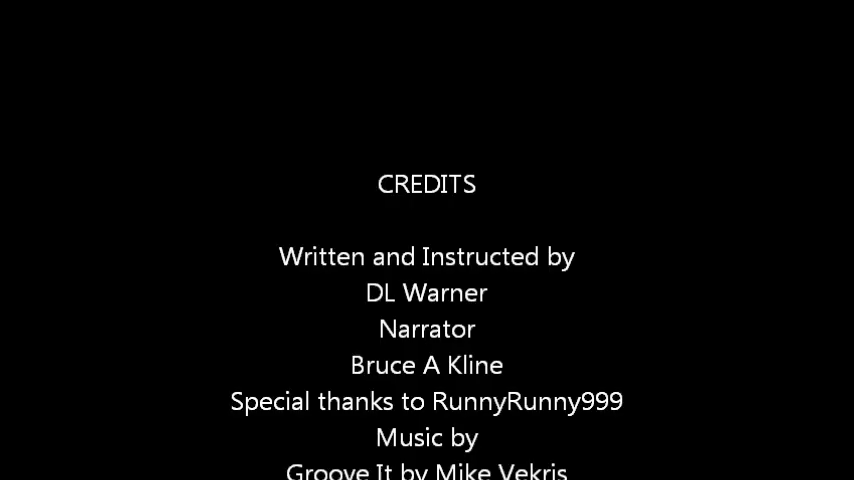 CREDITS
Written and Instructed by
DL Warner
Narrator
Bruce A Kline
Special thanks to RunnyRunny999
Music by
Groove It by Mike Vekris